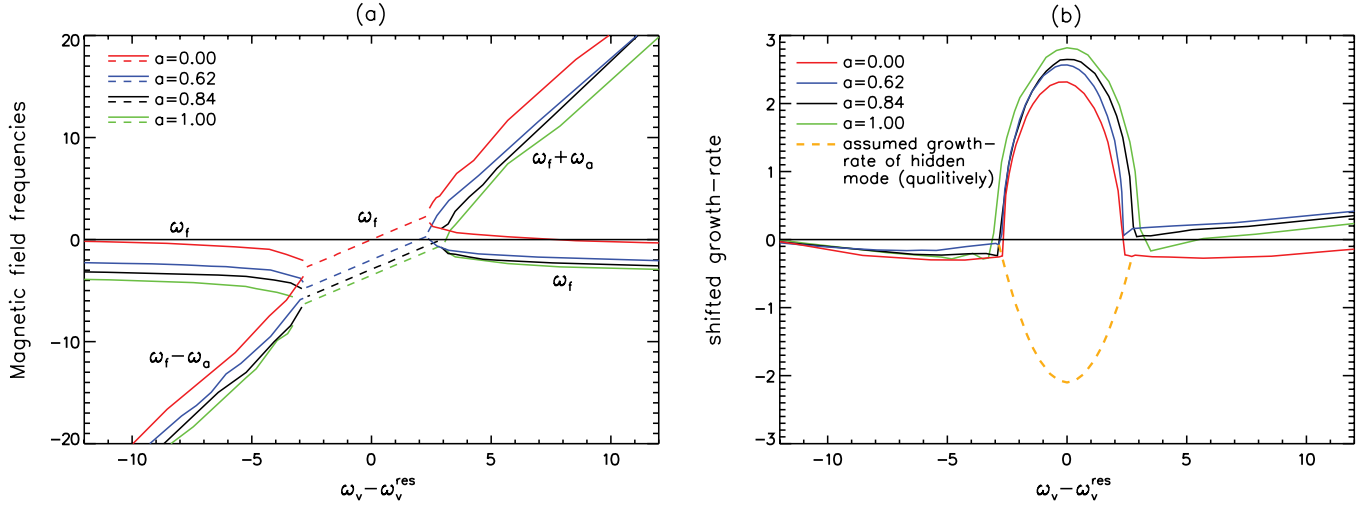 (a)
20
10
0
−10
−20
Magnetic field frequencies
a=0.00
a=0.62
a=0.84
a=1.00
ω_f
ω_f
ω_f+ω_a
ω_f
ω_f−ω_a
−10 −5 0 5 10
ω_v−ω_v^res
(b)
3
2
1
0
−1
−2
−3
shifted growth−rate
a=0.00
a=0.62
a=0.84
a=1.00
assumed growth−
rate of hidden
mode (qualitively)
−10 −5 0 5 10
ω_v−ω_v^res